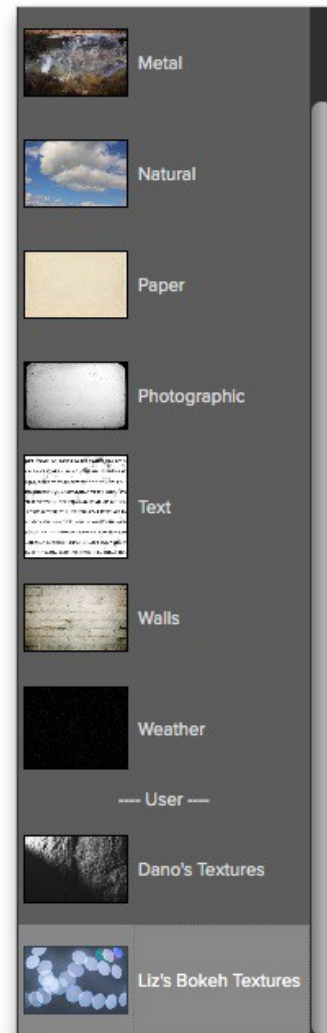 Metal
Natural
Paper
Photographic
Text
Walls
Weather
---- User ----
Dano's Textures
Liz's Bokeh Textures